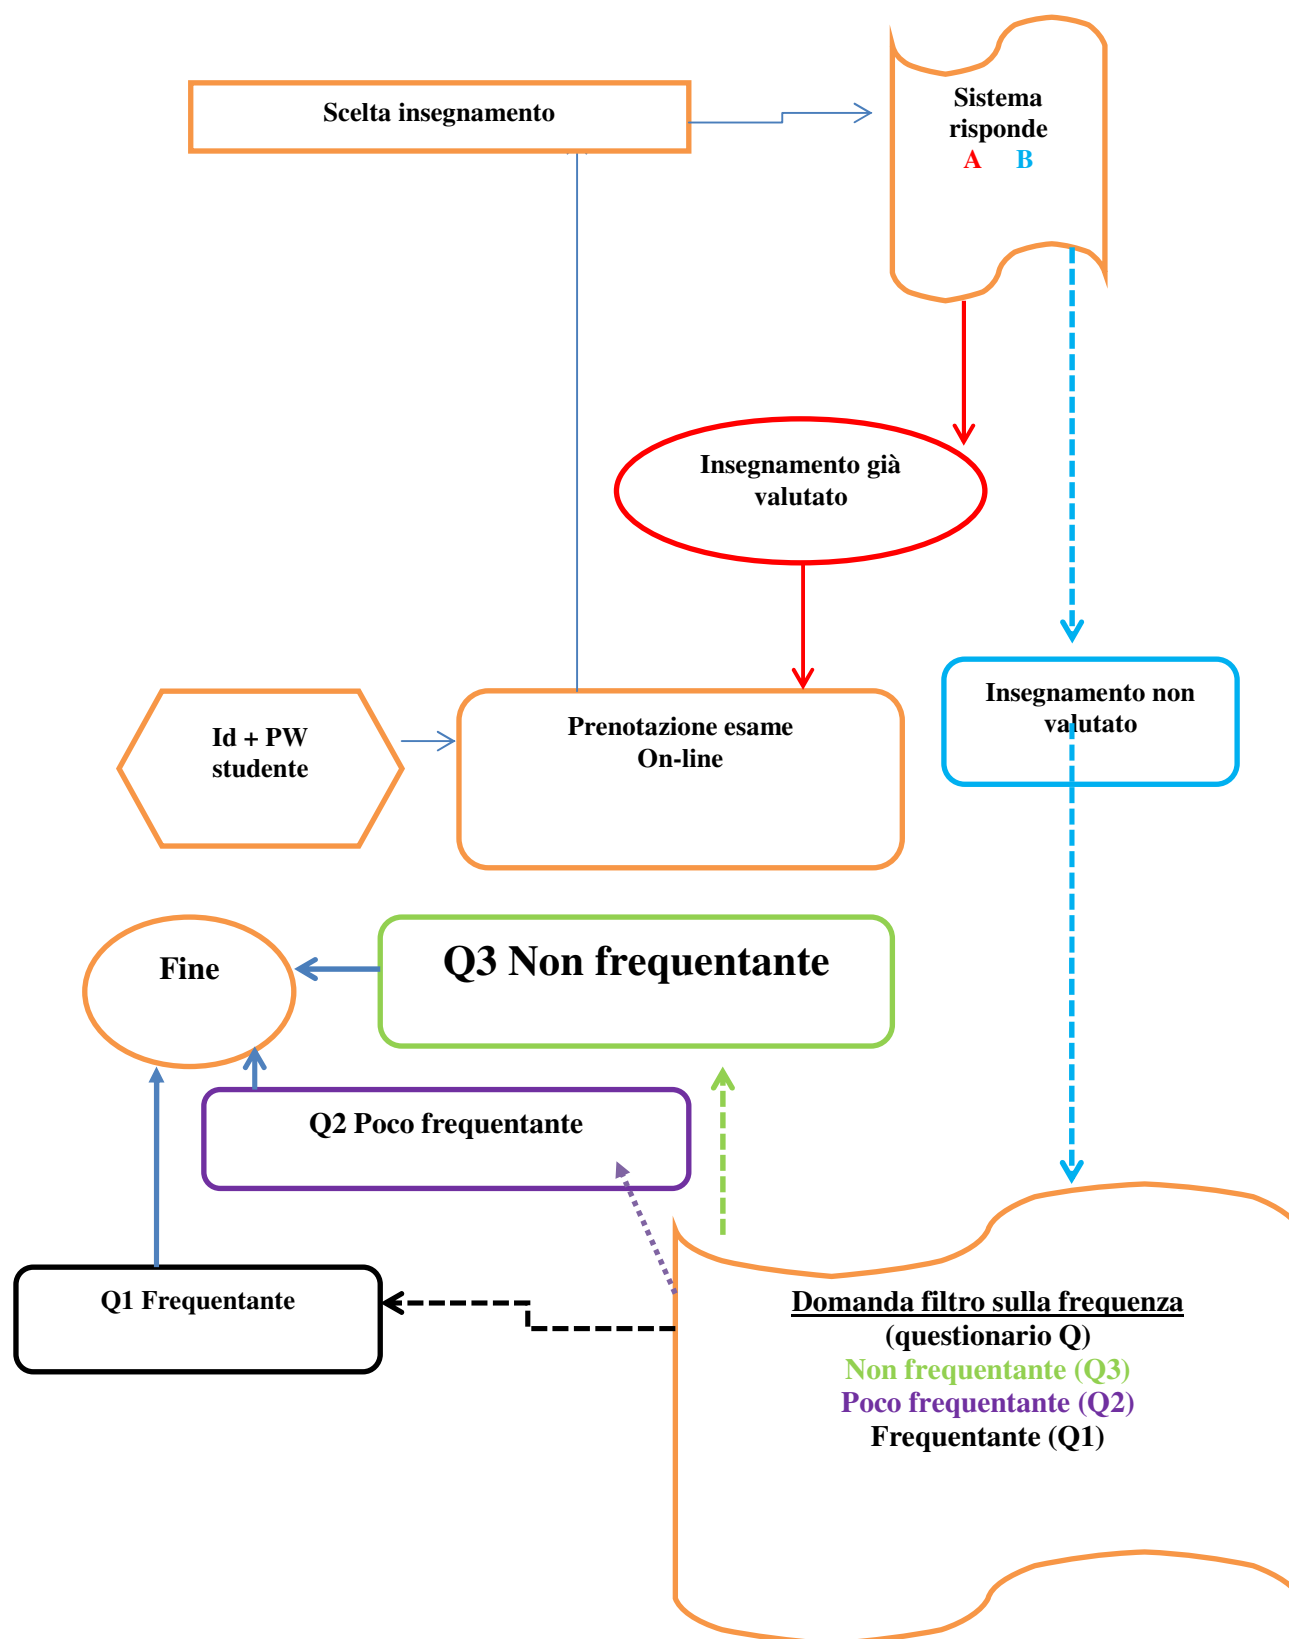 Scelta insegnamento
Sistema
risponde
A B
Insegnamento già
valutato
Insegnamento non
valutato
Id + PW
studente
Prenotazione esame
On-line
Fine
Q3 Non frequentante
Q2 Poco frequentante
Q1 Frequentante
Domanda filtro sulla frequenza
(questionario Q)
Non frequentante (Q3)
Poco frequentante (Q2)
Frequentante (Q1)